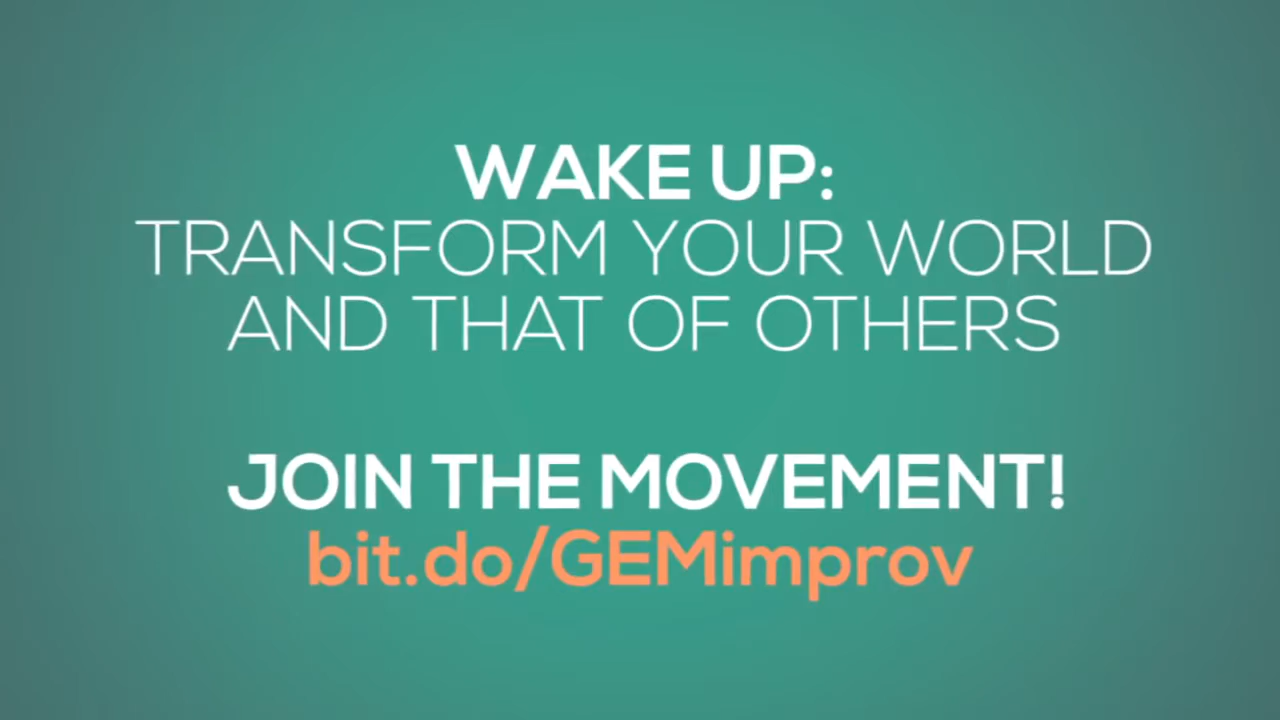 WAKE UP:
TRANSFORM YOUR WORLD
AND THAT OF OTHERS
JOIN THE MOVEMENT!
bit.do/GEMimprov